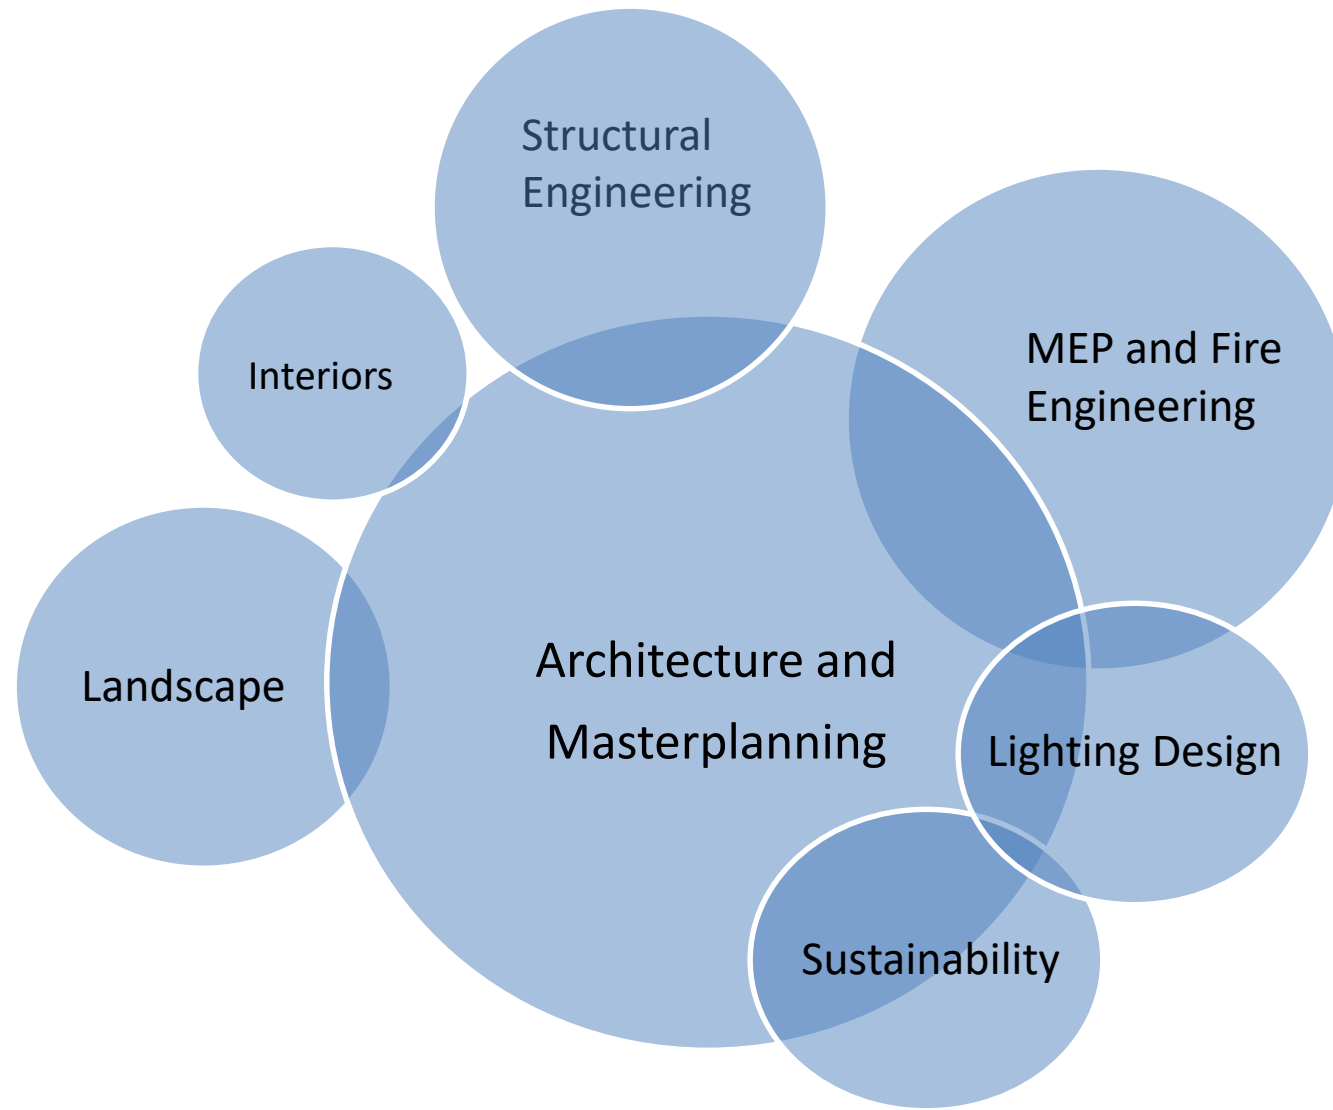 Structural
Engineering
MEP and Fire
Engineering
Interiors
Architecture and
Masterplanning
Landscape
Lighting Design
Sustainability